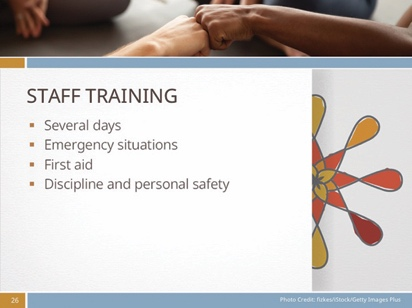 STAFF TRAINING
▪ Several days
▪ Emergency situations
▪ First aid
▪ Discipline and personal safety
26
Photo Credit: fizkes/iStock/Getty Images Plus